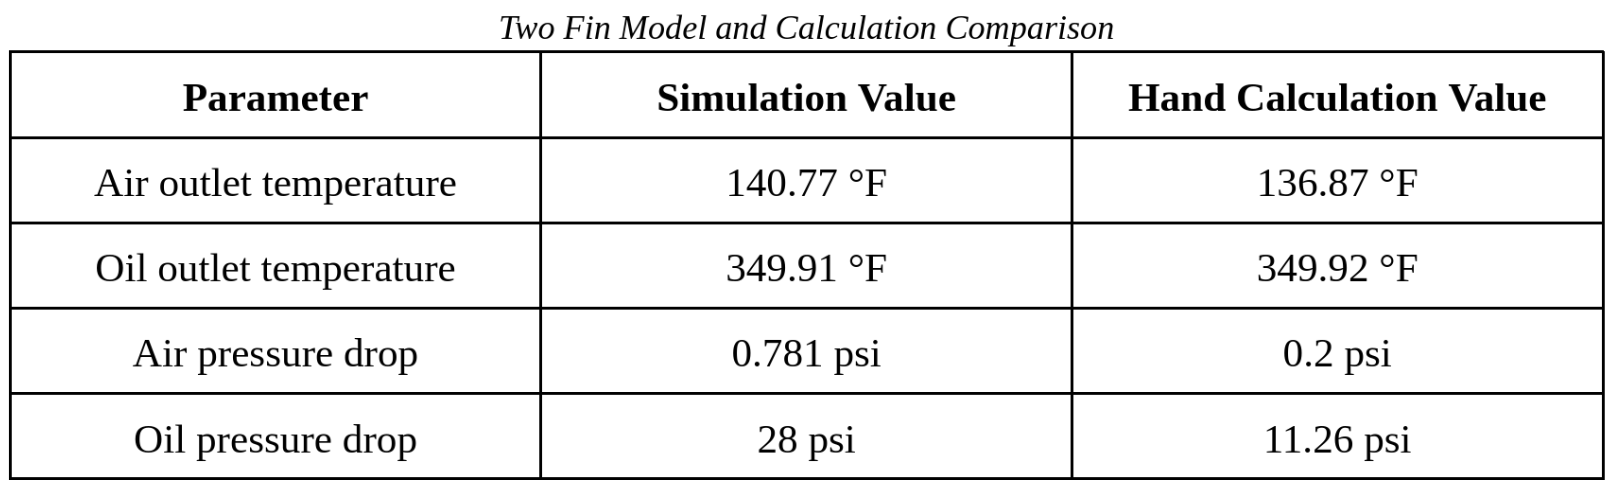 Two Fin Model and Calculation Comparison
Parameter Simulation Value Hand Calculation Value
Air outlet temperature 140.77 °F 136.87 °F
Oil outlet temperature 349.91 °F 349.92 °F
Air pressure drop 0.781 psi 0.2 psi
Oil pressure drop 28 psi 11.26 psi